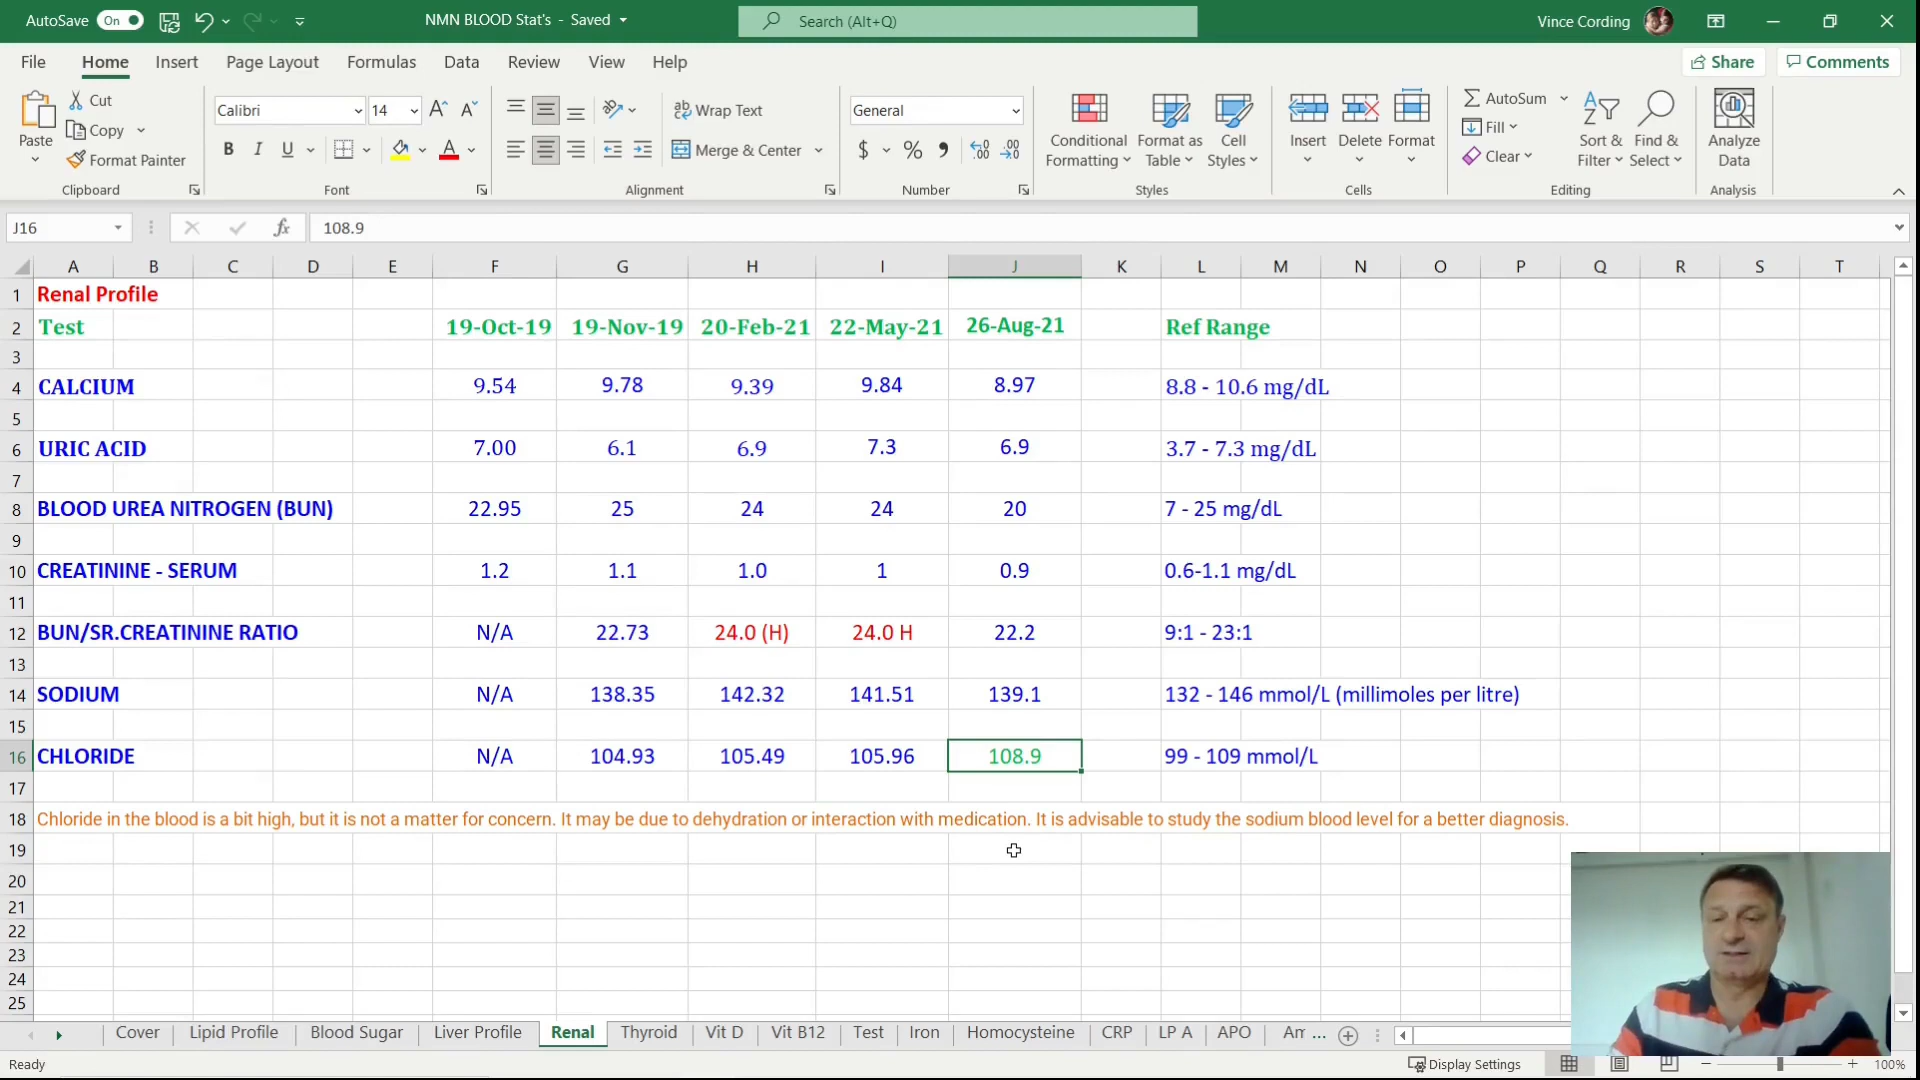 AutoSave On NMN BLOOD Stat's - Saved Search (Alt+Q) Vince Cording
File Home Insert Page Layout Formulas Data Review View Help Share Comments
Paste Cut Copy Format Painter Clipboard
Calibri 14 B I U A Font
Wrap Text Merge & Center Alignment
General $ % Number
Conditional Formatting Format as Table Cell Styles Styles
Insert Delete Format Cells
AutoSum Fill Clear Sort & Filter Find & Select Editing
Analyze Data Analysis
J16 fx 108.9
A B C D E F G H I J K L M N O P Q R S T
1 Renal Profile
2 Test 19-Oct-19 19-Nov-19 20-Feb-21 22-May-21 26-Aug-21 Ref Range
3
4 CALCIUM 9.54 9.78 9.39 9.84 8.97 8.8 - 10.6 mg/dL
5
6 URIC ACID 7.00 6.1 6.9 7.3 6.9 3.7 - 7.3 mg/dL
7
8 BLOOD UREA NITROGEN (BUN) 22.95 25 24 24 20 7 - 25 mg/dL
9
10 CREATININE - SERUM 1.2 1.1 1.0 1 0.9 0.6-1.1 mg/dL
11
12 BUN/SR.CREATININE RATIO N/A 22.73 24.0 (H) 24.0 H 22.2 9:1 - 23:1
13
14 SODIUM N/A 138.35 142.32 141.51 139.1 132 - 146 mmol/L (millimoles per litre)
15
16 CHLORIDE N/A 104.93 105.49 105.96 108.9 99 - 109 mmol/L
17
18 Chloride in the blood is a bit high, but it is not a matter for concern. It may be due to dehydration or interaction with medication. It is advisable to study the sodium blood level for a better diagnosis.
19
20
21
22
23
24
25
Cover Lipid Profile Blood Sugar Liver Profile Renal Thyroid Vit D Vit B12 Test Iron Homocysteine CRP LP A APO Am ...
Ready Display Settings 100%